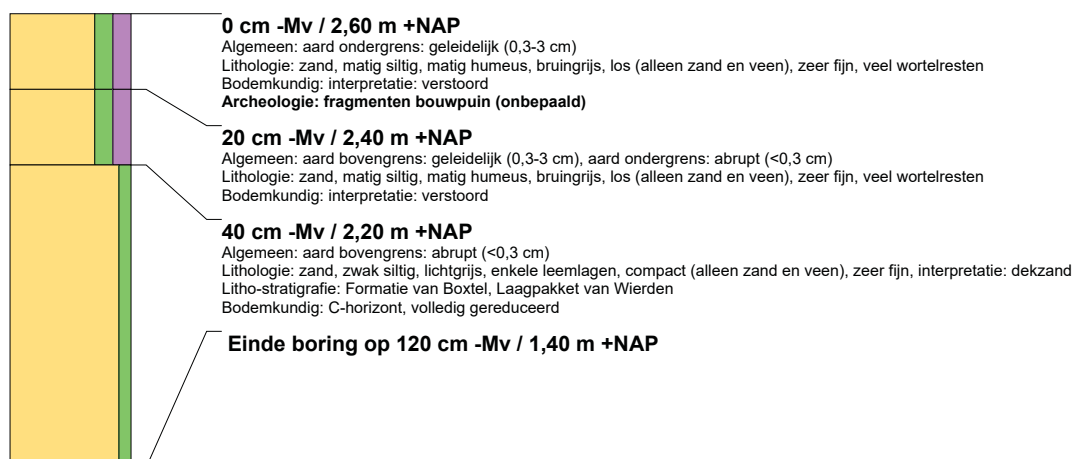 0 cm -Mv / 2,60 m +NAP
Algemeen: aard ondergrens: geleidelijk (0,3-3 cm)
Lithologie: zand, matig siltig, matig humeus, bruingrijs, los (alleen zand en veen), zeer fijn, veel wortelresten
Bodemkundig: interpretatie: verstoord
Archeologie: fragmenten bouwpuin (onbepaald)
20 cm -Mv / 2,40 m +NAP
Algemeen: aard bovengrens: geleidelijk (0,3-3 cm), aard ondergrens: abrupt (<0,3 cm)
Lithologie: zand, matig siltig, matig humeus, bruingrijs, los (alleen zand en veen), zeer fijn, veel wortelresten
Bodemkundig: interpretatie: verstoord
40 cm -Mv / 2,20 m +NAP
Algemeen: aard bovengrens: abrupt (<0,3 cm)
Lithologie: zand, zwak siltig, lichtgrijs, enkele leemlagen, compact (alleen zand en veen), zeer fijn, interpretatie: dekzand
Litho-stratigrafie: Formatie van Boxtel, Laagpakket van Wierden
Bodemkundig: C-horizont, volledig gereduceerd
Einde boring op 120 cm -Mv / 1,40 m +NAP